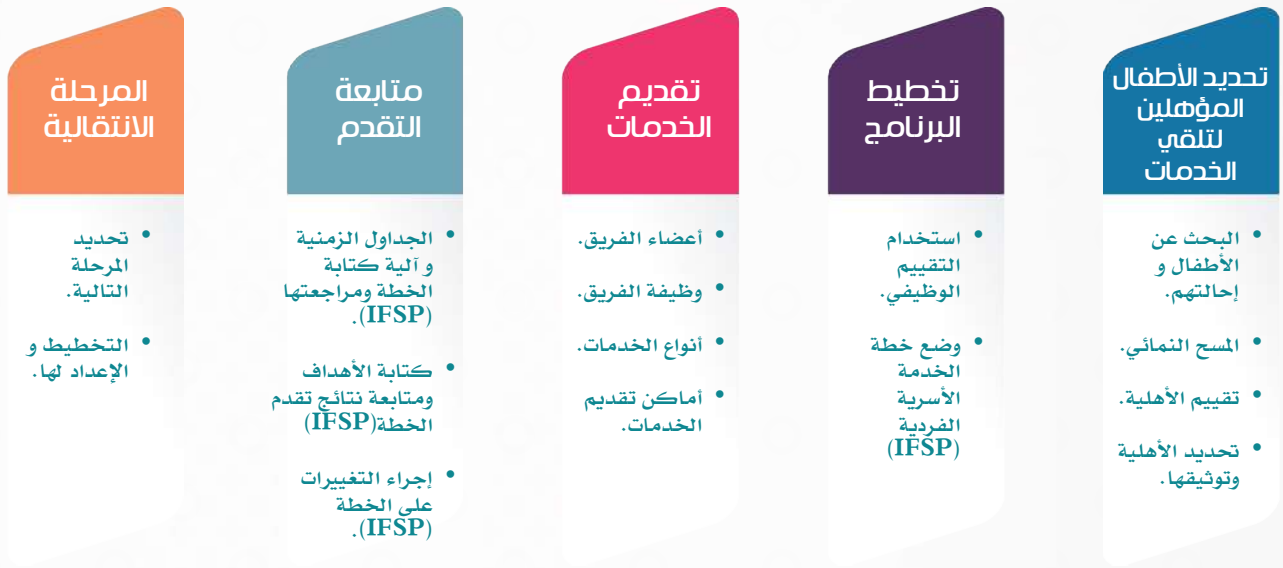 تحديد الأطفال
المؤهلين
لتلقي
الخدمات
• البحث عن
الأطفال و
إحالتهم.
• المسح النمائي.
• تقييم الأهلية.
• تحديد الأهلية
وتوثيقها.
تخطيط
البرنامج
• استخدام
التقييم
الوظيفي.
• وضع خطة
الخدمة
الأسرية
الفردية
(IFSP)
تقديم
الخدمات
• أعضاء الفريق.
• وظيفة الفريق.
• أنواع الخدمات.
• أماكن تقديم
الخدمات.
متابعة
التقدم
• الجداول الزمنية
و آلية كتابة
الخطة ومراجعتها
(IFSP).
• كتابة الأهداف
ومتابعة نتائج تقدم
الخطة(IFSP)
• إجراء التغييرات
على الخطة
(IFSP).
المرحلة
الانتقالية
• تحديد
المرحلة
التالية.
• التخطيط و
الإعداد لها.